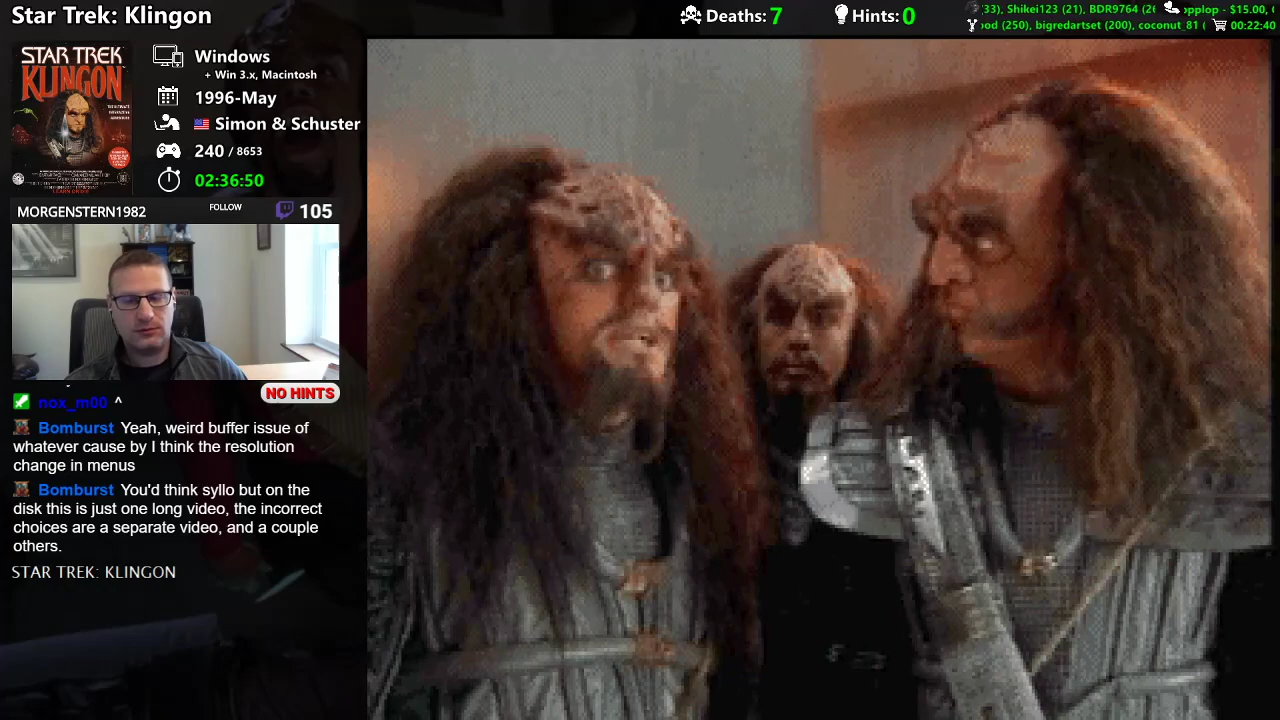 Star Trek: Klingon
Deaths: 7
Hints: 0
(33), Shikei123 (21), BDR9764 (26
opplop - $15.00,
ood (250), bigredartset (200), coconut_81 (
00:22:40
STAR TREK
KLINGON
Windows
+ Win 3.x, Macintosh
1996-May
Simon & Schuster
240 / 8653
02:36:50
MORGENSTERN1982
FOLLOW
105
NO HINTS
nox_m00 ^
Bomburst Yeah, weird buffer issue of
whatever cause by I think the resolution
change in menus
Bomburst You'd think syllo but on the
disk this is just one long video, the incorrect
choices are a separate video, and a couple
others.
STAR TREK: KLINGON